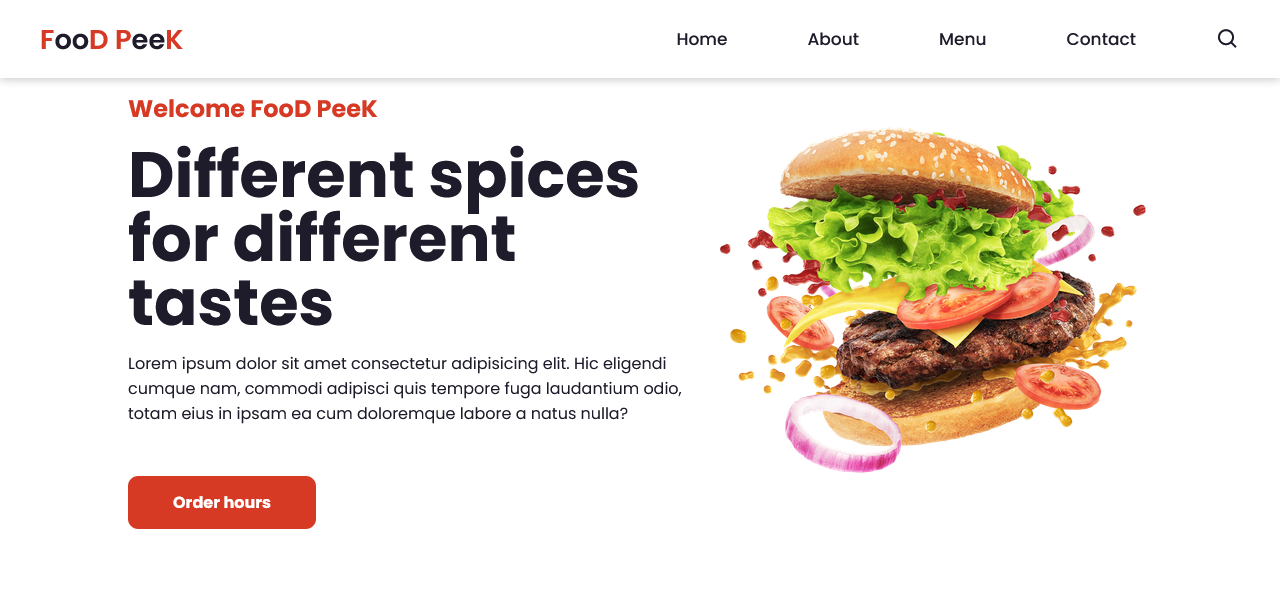 FooD PeeK
Home
About
Menu
Contact
Welcome FooD PeeK
Different spices
for different
tastes
Lorem ipsum dolor sit amet consectetur adipisicing elit. Hic eligendi
cumque nam, commodi adipisci quis tempore fuga laudantium odio,
totam eius in ipsam ea cum doloremque labore a natus nulla?
Order hours